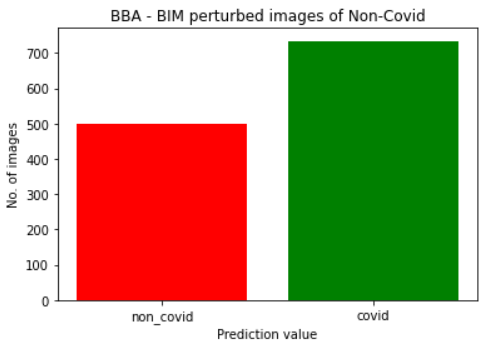 BBA - BIM perturbed images of Non-Covid
No. of images
700
600
500
400
300
200
100
0
non_covid covid
Prediction value